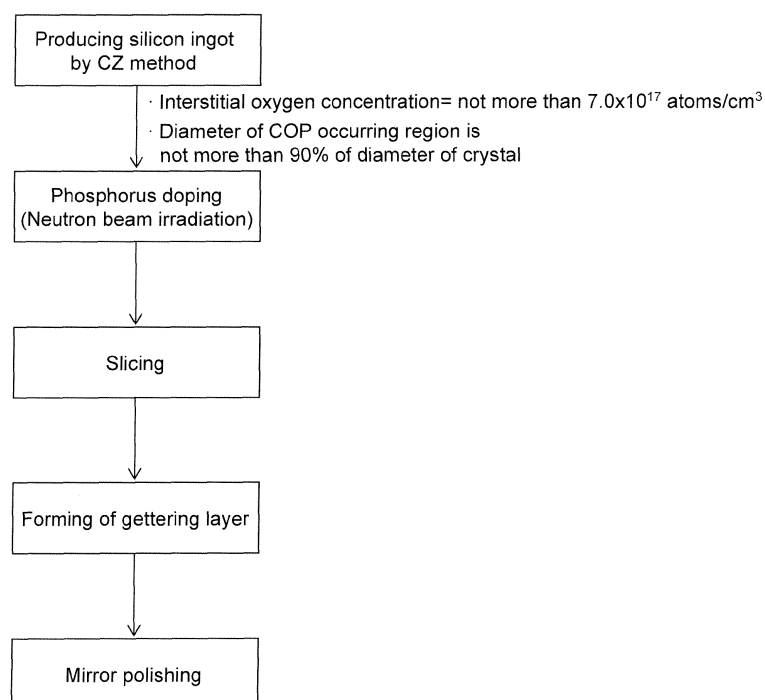 Producing silicon ingot
by CZ method
· Interstitial oxygen concentration= not more than 7.0x10¹⁷ atoms/cm³
· Diameter of COP occurring region is
not more than 90% of diameter of crystal
Phosphorus doping
(Neutron beam irradiation)
Slicing
Forming of gettering layer
Mirror polishing